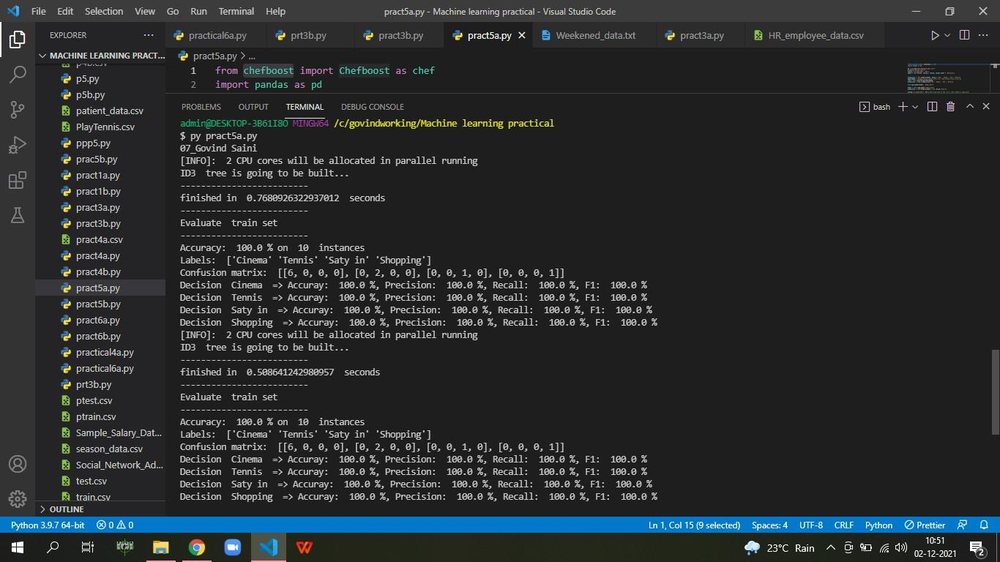 File Edit Selection View Go Run Terminal Help
pract5a.py - Machine learning practical - Visual Studio Code
EXPLORER
practical6a.py prt3b.py pract3b.py pract5a.py Weekened_data.txt pract3a.py HR_employee_data.csv
MACHINE LEARNING PRACT...
p4b.csv
p5.py
p5b.py
patient_data.csv
PlayTennis.csv
ppp5.py
prac5b.py
pract1a.py
pract1b.py
pract3a.py
pract3b.py
pract4a.csv
pract4a.py
pract4b.py
pract5a.py
pract5b.py
pract6a.py
pract6b.py
practical4a.py
practical6a.py
prt3b.py
ptest.csv
ptrain.csv
Sample_Salary_Dat...
season_data.csv
Social_Network_Ad...
test.csv
train.csv
OUTLINE
pract5a.py > ...
1 from chefboost import Chefboost as chef
2 import pandas as pd
PROBLEMS OUTPUT TERMINAL DEBUG CONSOLE
bash
admin@DESKTOP-3B61I8O MINGW64 /c/govindworking/Machine learning practical
$ py pract5a.py
07_Govind Saini
[INFO]:  2 CPU cores will be allocated in parallel running
ID3  tree is going to be built...
-------------------------
finished in  0.7680926322937012  seconds
-------------------------
Evaluate  train set
-------------------------
Accuracy:  100.0 % on  10  instances
Labels:  ['Cinema' 'Tennis' 'Saty in' 'Shopping']
Confusion matrix:  [[6, 0, 0, 0], [0, 2, 0, 0], [0, 0, 1, 0], [0, 0, 0, 1]]
Decision  Cinema  => Accuray:  100.0 %, Precision:  100.0 %, Recall:  100.0 %, F1:  100.0 %
Decision  Tennis  => Accuray:  100.0 %, Precision:  100.0 %, Recall:  100.0 %, F1:  100.0 %
Decision  Saty in  => Accuray:  100.0 %, Precision:  100.0 %, Recall:  100.0 %, F1:  100.0 %
Decision  Shopping  => Accuray:  100.0 %, Precision:  100.0 %, Recall:  100.0 %, F1:  100.0 %
[INFO]:  2 CPU cores will be allocated in parallel running
ID3  tree is going to be built...
-------------------------
finished in  0.508641242980957  seconds
-------------------------
Evaluate  train set
-------------------------
Accuracy:  100.0 % on  10  instances
Labels:  ['Cinema' 'Tennis' 'Saty in' 'Shopping']
Confusion matrix:  [[6, 0, 0, 0], [0, 2, 0, 0], [0, 0, 1, 0], [0, 0, 0, 1]]
Decision  Cinema  => Accuray:  100.0 %, Precision:  100.0 %, Recall:  100.0 %, F1:  100.0 %
Decision  Tennis  => Accuray:  100.0 %, Precision:  100.0 %, Recall:  100.0 %, F1:  100.0 %
Decision  Saty in  => Accuray:  100.0 %, Precision:  100.0 %, Recall:  100.0 %, F1:  100.0 %
Decision  Shopping  => Accuray:  100.0 %, Precision:  100.0 %, Recall:  100.0 %, F1:  100.0 %
Python 3.9.7 64-bit 0 0 Ln 1, Col 15 (9 selected) Spaces: 4 UTF-8 CRLF Python Prettier
23°C Rain
10:51
02-12-2021
2